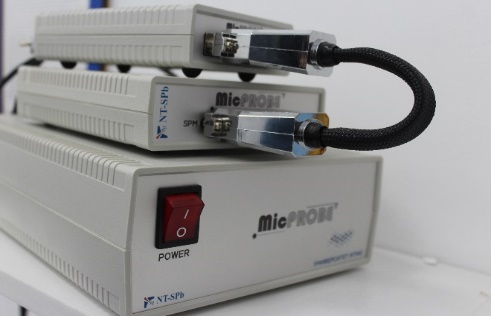 MicPROBE
NT-SPb
SPM
I
O
MicPROBE
POWER
NT-SPb